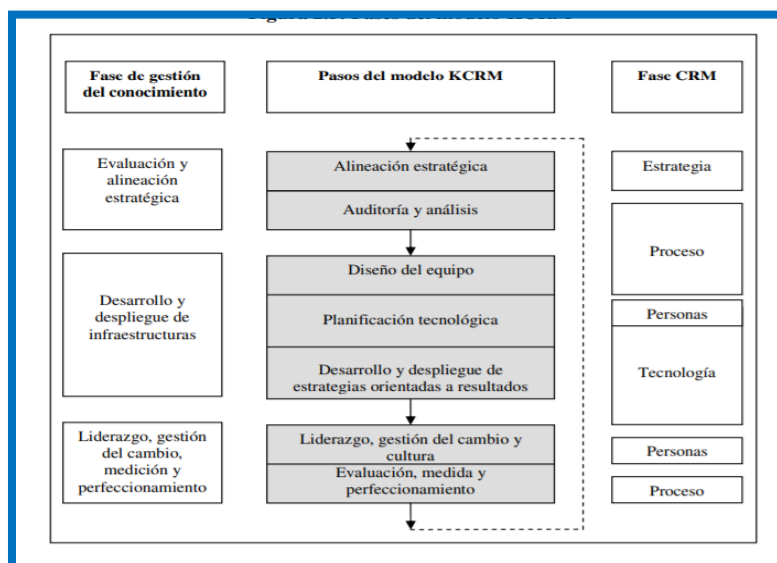 Fase de gestión
del conocimiento
Pasos del modelo KCRM
Fase CRM
Evaluación y
alineación
estratégica
Alineación estratégica
Auditoría y análisis
Estrategia
Proceso
Desarrollo y
despliegue de
infraestructuras
Diseño del equipo
Planificación tecnológica
Desarrollo y despliegue de
estrategias orientadas a resultados
Personas
Tecnología
Liderazgo, gestión
del cambio,
medición y
perfeccionamiento
Liderazgo, gestión del cambio y
cultura
Evaluación, medida y
perfeccionamiento
Personas
Proceso